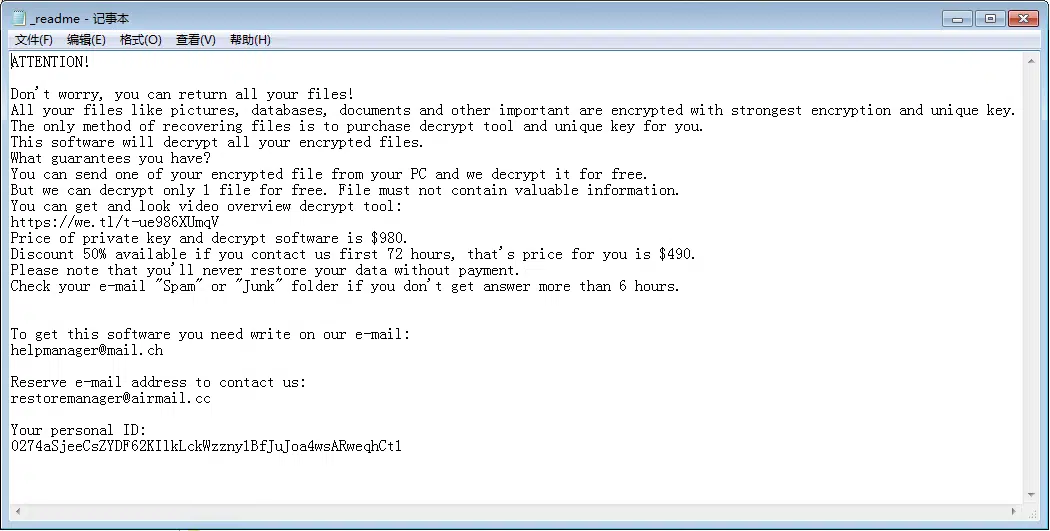 _readme - 记事本
文件(F) 编辑(E) 格式(O) 查看(V) 帮助(H)
ATTENTION!
Don't worry, you can return all your files!
All your files like pictures, databases, documents and other important are encrypted with strongest encryption and unique key.
The only method of recovering files is to purchase decrypt tool and unique key for you.
This software will decrypt all your encrypted files.
What guarantees you have?
You can send one of your encrypted file from your PC and we decrypt it for free.
But we can decrypt only 1 file for free. File must not contain valuable information.
You can get and look video overview decrypt tool:
https://we.tl/t-ue986XUmqV
Price of private key and decrypt software is $980.
Discount 50% available if you contact us first 72 hours, that's price for you is $490.
Please note that you'll never restore your data without payment.
Check your e-mail "Spam" or "Junk" folder if you don't get answer more than 6 hours.
To get this software you need write on our e-mail:
helpmanager@mail.ch
Reserve e-mail address to contact us:
restoremanager@airmail.cc
Your personal ID:
0274aSjeeCsZYDF62KIlkLckWzzny1BfJuJoa4wsARweqhCt1